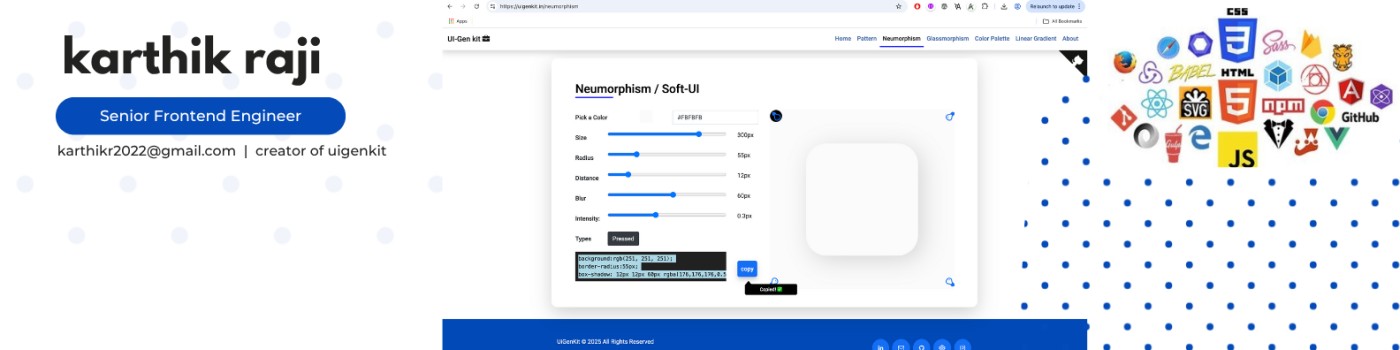 karthik raji
Senior Frontend Engineer
karthikr2022@gmail.com | creator of uigenkit
https://uigenkit.in/neumorphism
Relaunch to update
Apps
All Bookmarks
UI-Gen kit
Home Pattern Neumorphism Glassmorphism Color Palette Linear Gradient About
Neumorphism / Soft-UI
Pick a Color #FBFBFB
Size 300px
Radius 55px
Distance 12px
Blur 60px
Intensity: 0.3px
Types Pressed
background:rgb(251, 251, 251);
border-radius:55px;
box-shadow: 12px 12px 60px rgba(176,176,176,0.3
copy
Copied!
UiGenKit © 2025 All Rights Reserved
CSS
3
Sass
BABEL
HTML
5
SVG
npm
A
GitHub
Gulp
JS